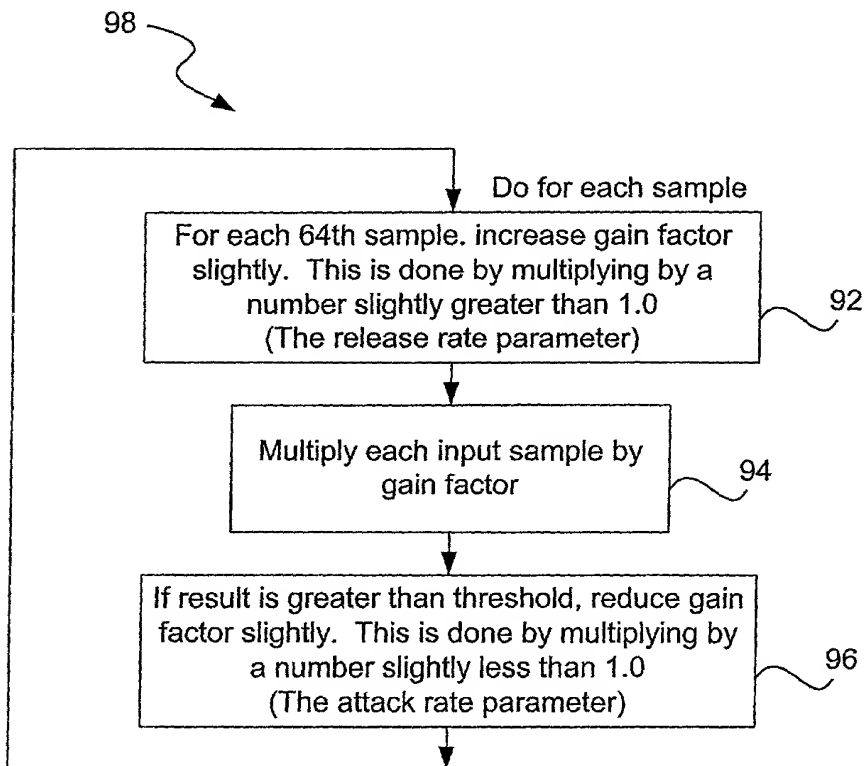 98
Do for each sample
For each 64th sample. increase gain factor
slightly. This is done by multiplying by a
number slightly greater than 1.0
(The release rate parameter)
92
Multiply each input sample by
gain factor
94
If result is greater than threshold, reduce gain
factor slightly. This is done by multiplying by
a number slightly less than 1.0
(The attack rate parameter)
96